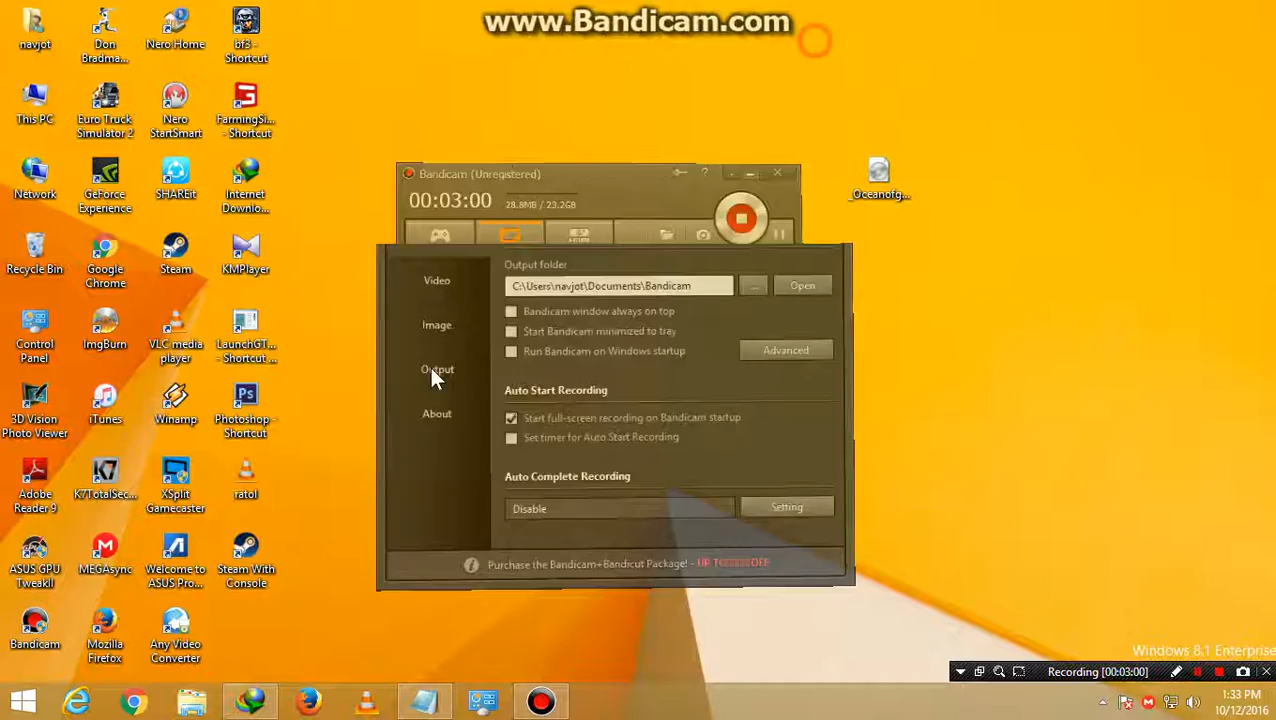 www.Bandicam.com
navjot
Don Bradma...
Nero Home
bf3 - Shortcut
This PC
Euro Truck Simulator 2
Nero StartSmart
FarmingSi... - Shortcut
Network
GeForce Experience
SHAREit
Internet Downlo...
Recycle Bin
Google Chrome
Steam
KMPlayer
Control Panel
ImgBurn
VLC media player
LaunchGT... - Shortcut ...
3D Vision Photo Viewer
iTunes
Winamp
Photoshop - Shortcut
Adobe Reader 9
K7TotalSec...
XSplit Gamecaster
ratol
ASUS GPU Tweakll
MEGAsync
Welcome to ASUS Pro...
Steam With Console
Bandicam
Mozilla Firefox
Any Video Converter
_Oceanofg...
Bandicam (Unregistered)
00:03:00
28.8MB / 23.2GB
Video
Image
Output
About
Output folder
C:\Users\navjot\Documents\Bandicam
...
Open
Bandicam window always on top
Start Bandicam minimized to tray
Run Bandicam on Windows startup
Advanced
Auto Start Recording
Start full-screen recording on Bandicam startup
Set timer for Auto Start Recording
Auto Complete Recording
Disable
Setting
Purchase the Bandicam+Bandicut Package! - UP TO OFF
Windows 8.1 Enterprise
Recording [00:03:00]
1:33 PM
10/12/2016